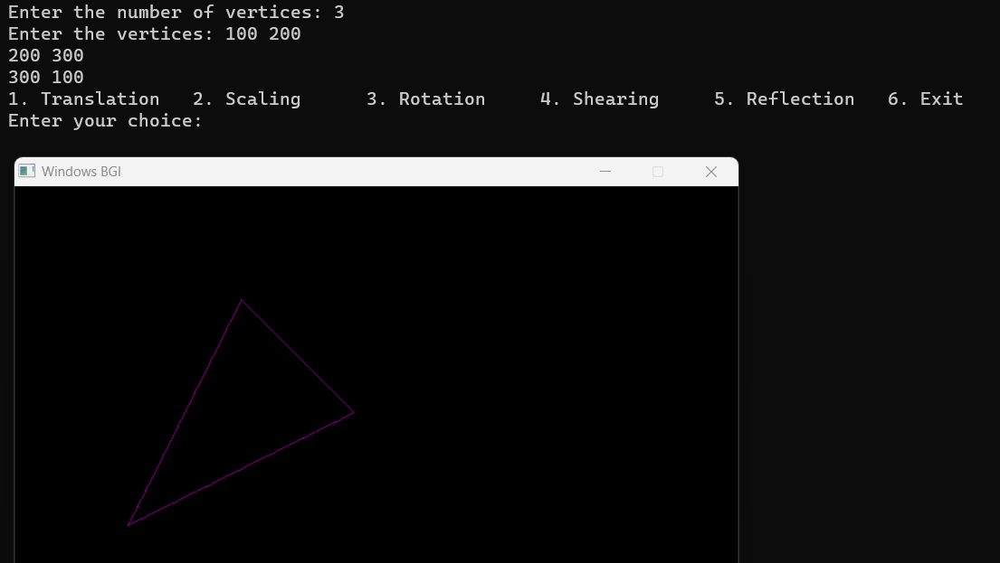 Enter the number of vertices: 3
Enter the vertices: 100 200
200 300
300 100
1. Translation   2. Scaling      3. Rotation     4. Shearing     5. Reflection   6. Exit
Enter your choice:
Windows BGI